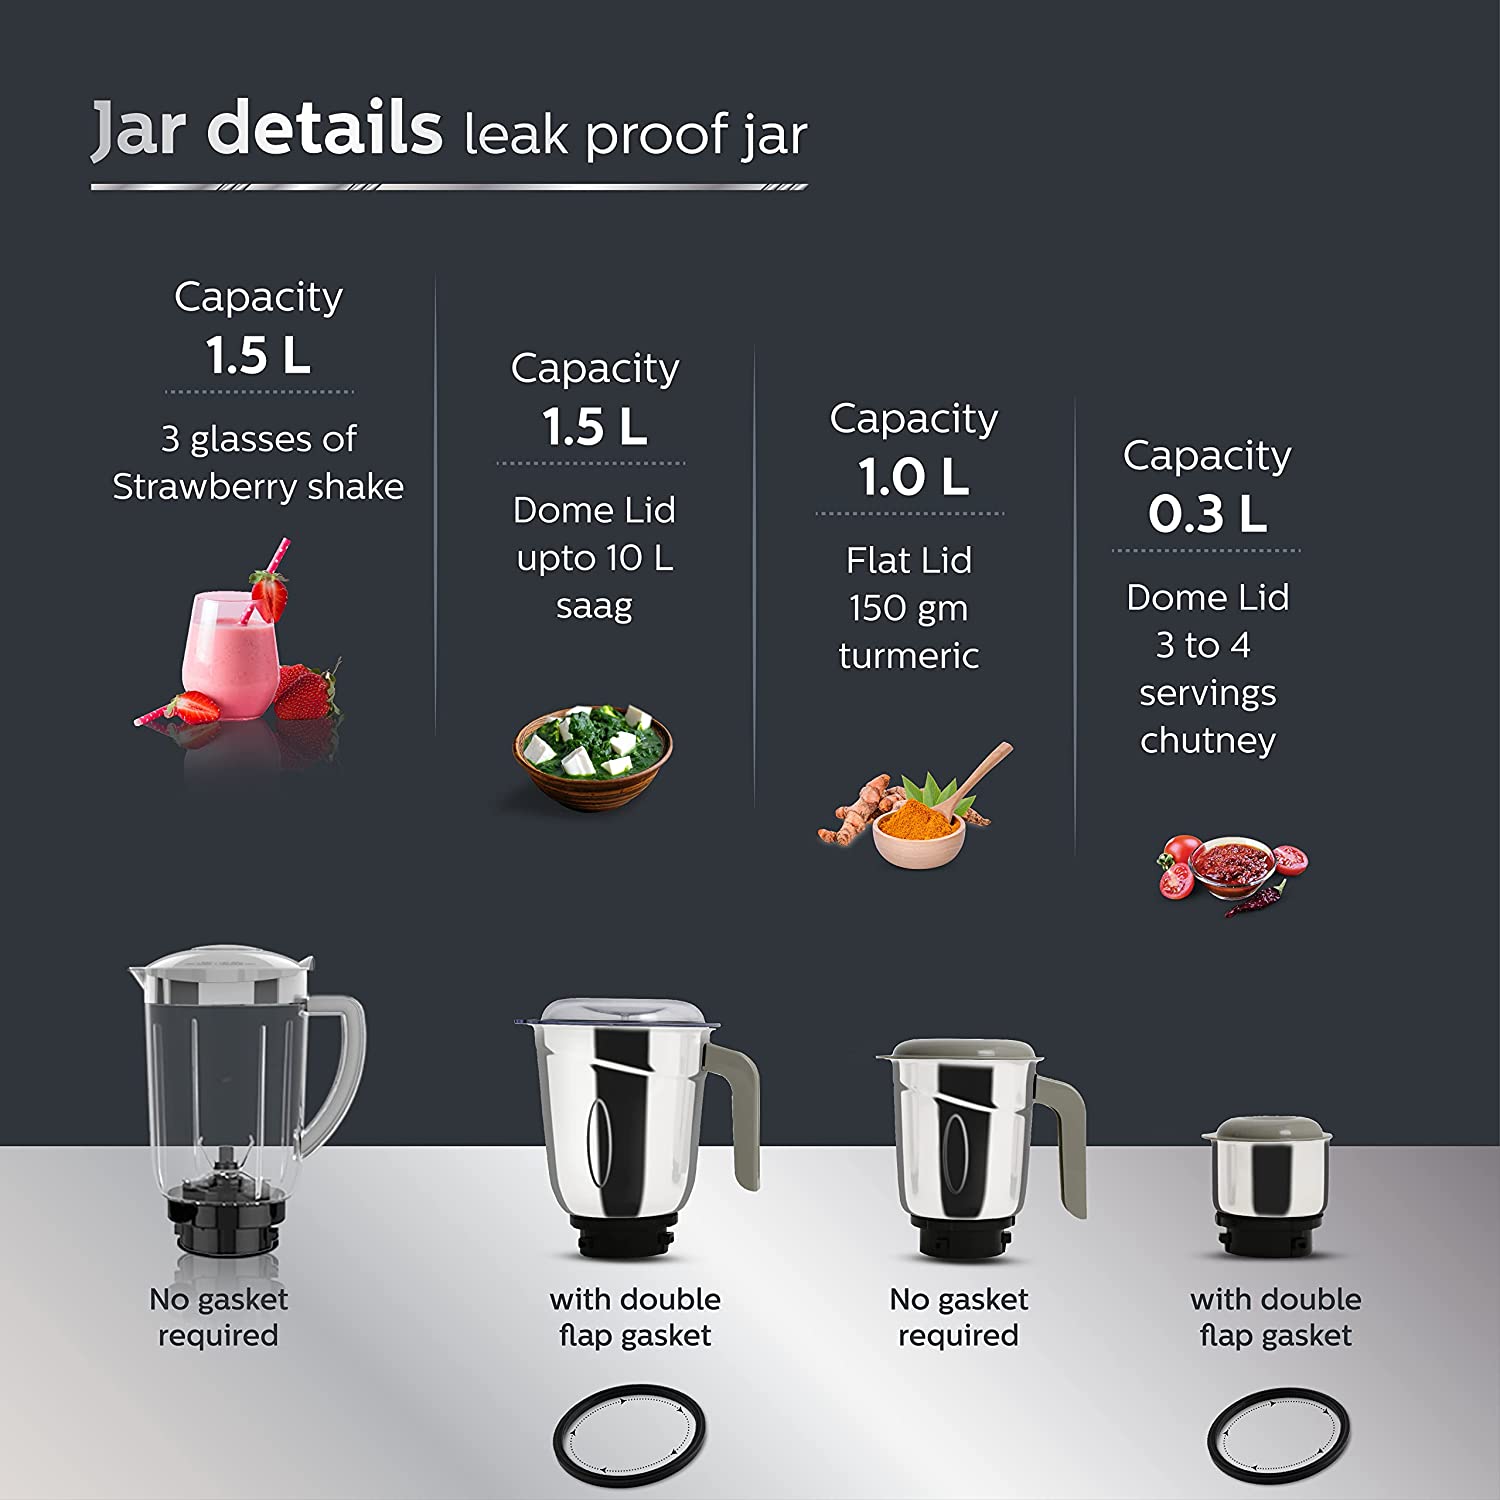 Jar details leak proof jar
Capacity
1.5 L
3 glasses of
Strawberry shake
Capacity
1.5 L
Dome Lid
upto 10 L
saag
Capacity
1.0 L
Flat Lid
150 gm
turmeric
Capacity
0.3 L
Dome Lid
3 to 4
servings
chutney
No gasket
required
with double
flap gasket
No gasket
required
with double
flap gasket